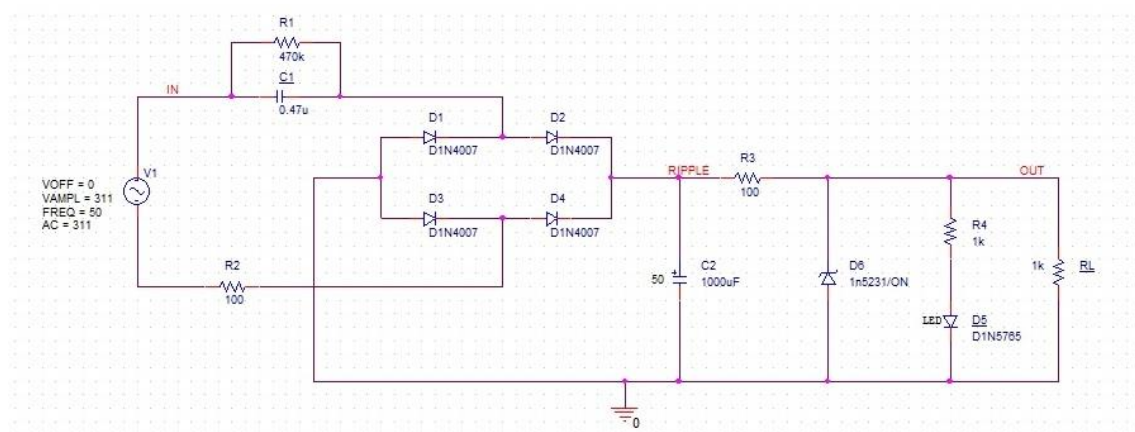 R1
470k
C1
0.47u
IN
D1
D1N4007
D2
D1N4007
V1
VOFF = 0
VAMPL = 311
FREQ = 50
AC = 311
D3
D1N4007
D4
D1N4007
RIPPLE
R3
100
OUT
R4
1k
1k
RL
R2
100
50
C2
1000uF
D6
1n5231/ON
LED
D5
D1N5765
0